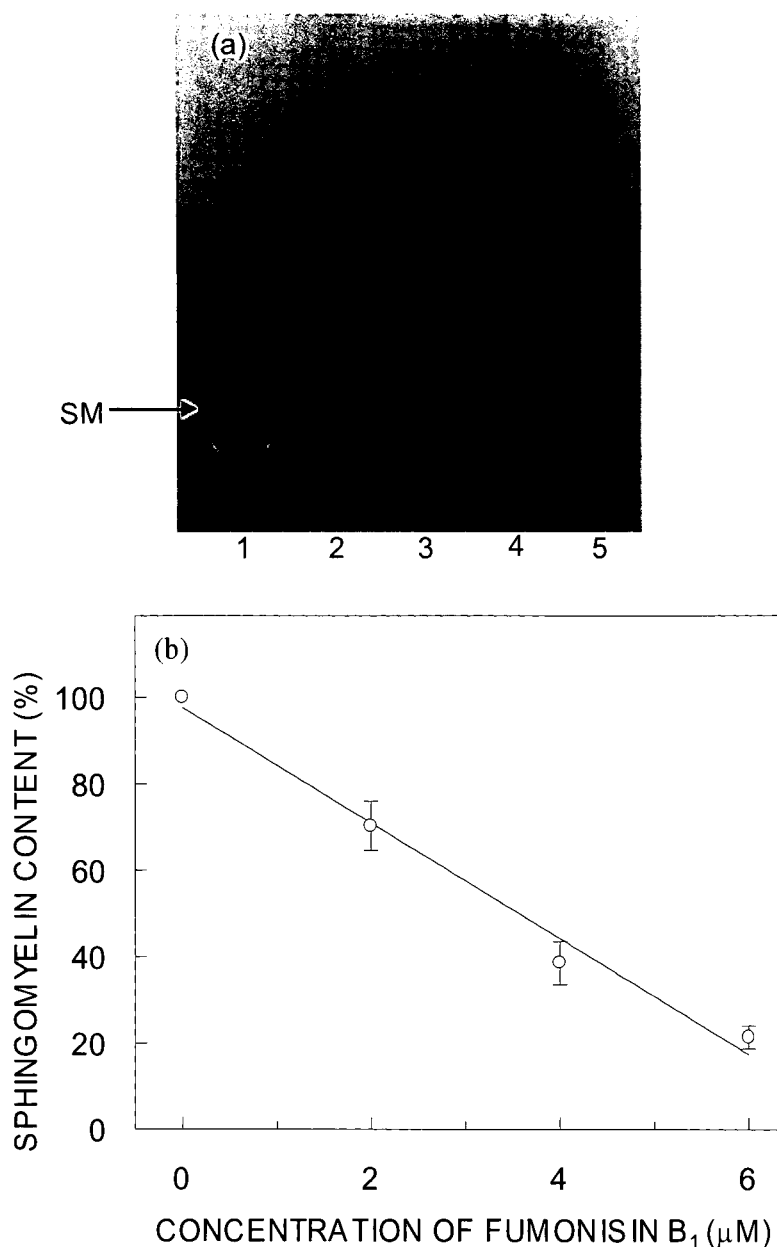 (a)
SM
1 2 3 4 5
(b)
SPHINGOMYELIN CONTENT (%)
100
80
60
40
20
0
0 2 4 6
CONCENTRATION OF FUMONISIN B₁ (μM)